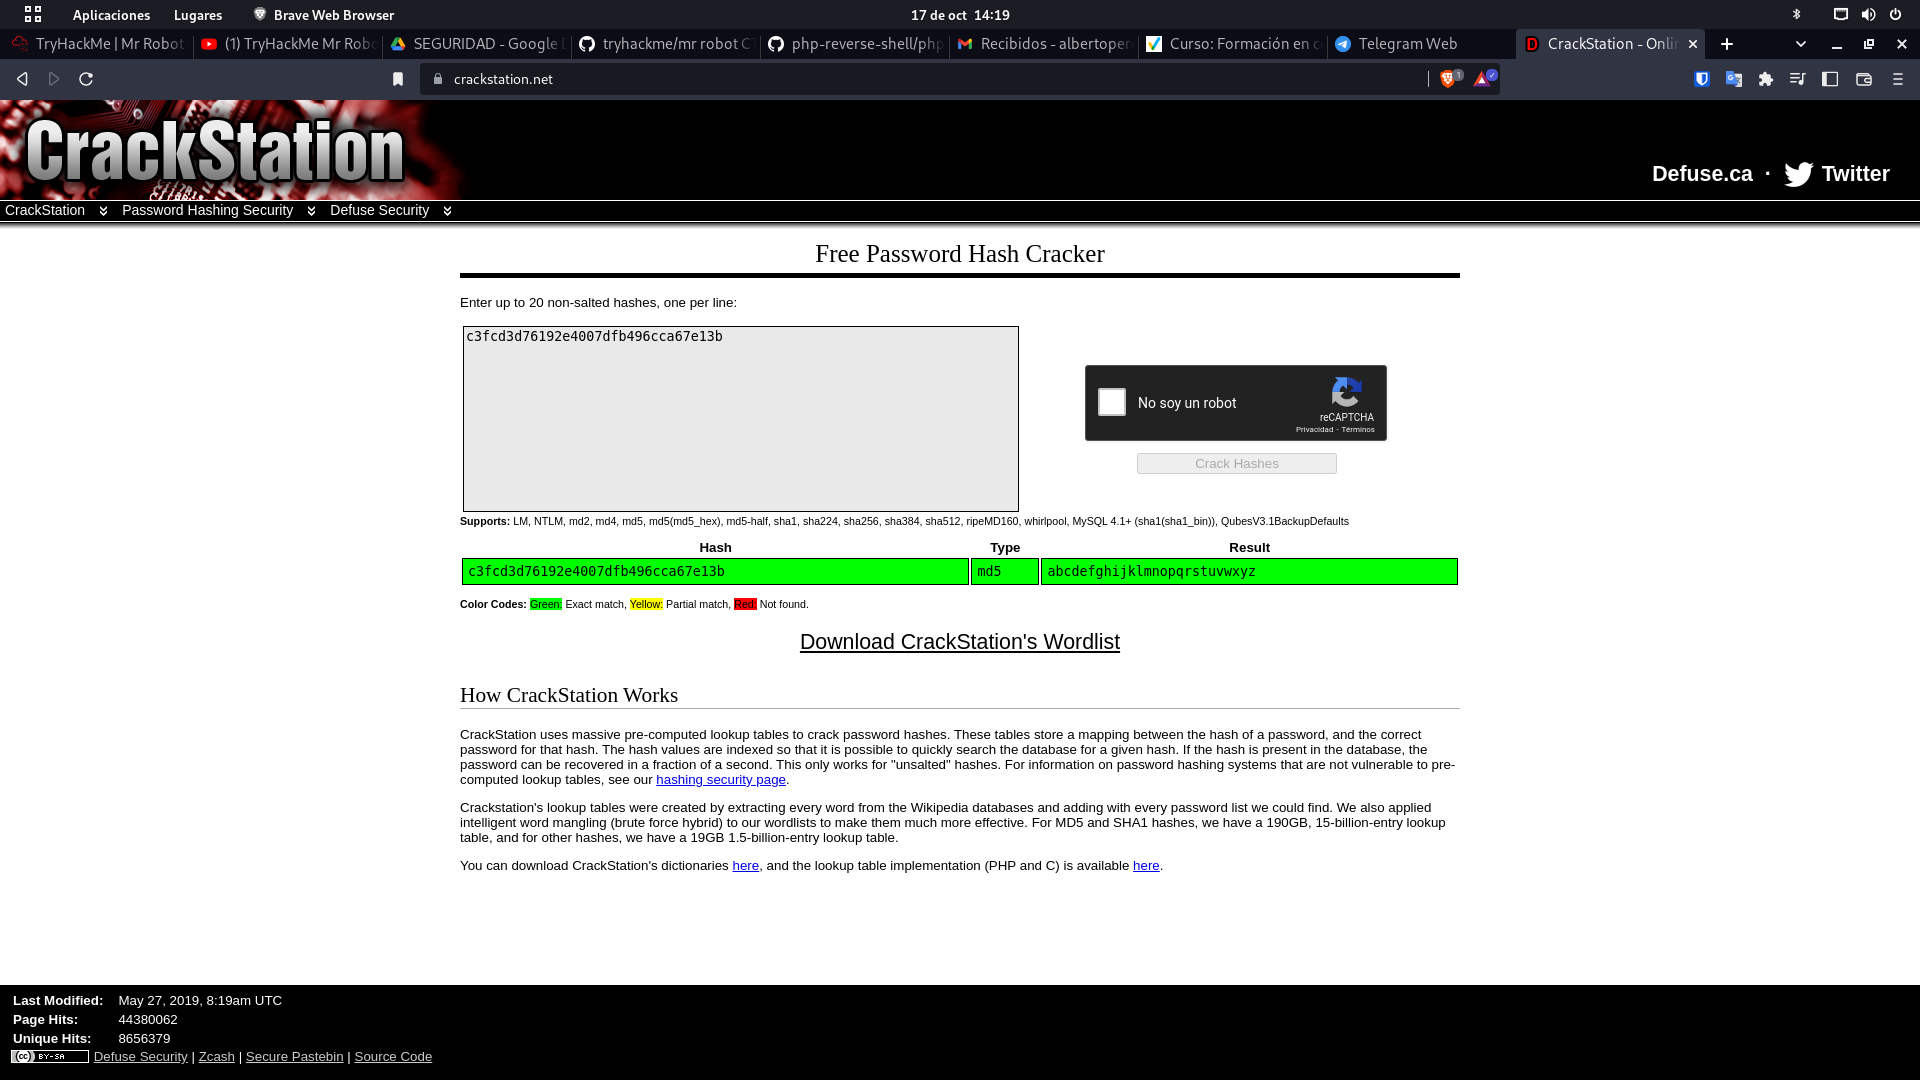 Aplicaciones Lugares Brave Web Browser 17 de oct 14:19
TryHackMe | Mr Robot (1) TryHackMe Mr Rob SEGURIDAD - Google tryhackme/mr robot php-reverse-shell/php Recibidos - albertoper Curso: Formación en Telegram Web CrackStation - Onlin
crackstation.net 1
CrackStation
Defuse.ca · Twitter
CrackStation Password Hashing Security Defuse Security
Free Password Hash Cracker
Enter up to 20 non-salted hashes, one per line:
c3fcd3d76192e4007dfb496cca67e13b
No soy un robot
reCAPTCHA
Privacidad - Términos
Crack Hashes
Supports: LM, NTLM, md2, md4, md5, md5(md5_hex), md5-half, sha1, sha224, sha256, sha384, sha512, ripeMD160, whirlpool, MySQL 4.1+ (sha1(sha1_bin)), QubesV3.1BackupDefaults
Hash Type Result
c3fcd3d76192e4007dfb496cca67e13b md5 abcdefghijklmnopqrstuvwxyz
Color Codes: Green: Exact match, Yellow: Partial match, Red: Not found.
Download CrackStation's Wordlist
How CrackStation Works
CrackStation uses massive pre-computed lookup tables to crack password hashes. These tables store a mapping between the hash of a password, and the correct
password for that hash. The hash values are indexed so that it is possible to quickly search the database for a given hash. If the hash is present in the database, the
password can be recovered in a fraction of a second. This only works for "unsalted" hashes. For information on password hashing systems that are not vulnerable to pre-
computed lookup tables, see our hashing security page.
Crackstation's lookup tables were created by extracting every word from the Wikipedia databases and adding with every password list we could find. We also applied
intelligent word mangling (brute force hybrid) to our wordlists to make them much more effective. For MD5 and SHA1 hashes, we have a 190GB, 15-billion-entry lookup
table, and for other hashes, we have a 19GB 1.5-billion-entry lookup table.
You can download CrackStation's dictionaries here, and the lookup table implementation (PHP and C) is available here.
Last Modified: May 27, 2019, 8:19am UTC
Page Hits: 44380062
Unique Hits: 8656379
cc BY-SA Defuse Security | Zcash | Secure Pastebin | Source Code